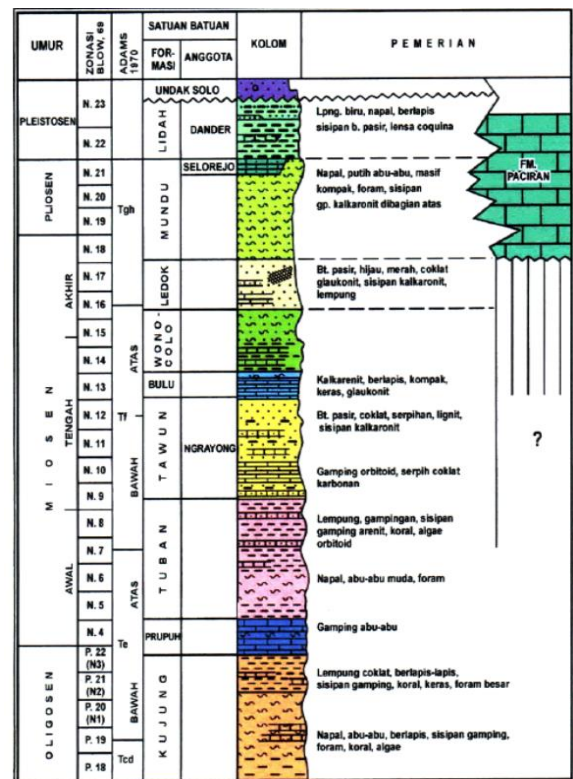 UMUR
ZONASI
BLOW, 69
ADAMS
1970
SATUAN BATUAN
FOR-
MASI
ANGGOTA
KOLOM
PEMERIAN
PLEISTOSEN
PLIOSEN
MIOSEN
AKHIR
TENGAH
AWAL
OLIGOSEN
N. 23
N. 22
N. 21
N. 20
N. 19
N. 18
N. 17
N. 16
N. 15
N. 14
N. 13
N. 12
N. 11
N. 10
N. 9
N. 8
N. 7
N. 6
N. 5
N. 4
P. 22
(N3)
P. 21
(N2)
P. 20
(N1)
P. 19
P. 18
Tgh
ATAS
Tf
BAWAH
ATAS
Te
BAWAH
Tcd
UNDAK SOLO
LIDAH
DANDER
SELOREJO
MUNDU
LEDOK
WONO-
COLO
BULU
TAWUN
NGRAYONG
TUBAN
PRUPUH
KUJUNG
Lpng. biru, napal, berlapis
sisipan b. pasir, lensa coquina
Napal, putih abu-abu, masif
kompak, foram, sisipan
gp. kalkaronit dibagian atas
FM.
PACIRAN
Bt. pasir, hijau, merah, coklat
glaukonit, sisipan kalkaronit,
lempung
Kalkarenit, berlapis, kompak,
keras, glaukonit
Bt. pasir, coklat, serpihan, lignit,
sisipan kalkaronit
?
Gamping orbitoid, serpih coklat
karbonan
Lempung, gampingan, sisipan
gamping arenit, koral, algae
orbitoid
Napal, abu-abu muda, foram
Gamping abu-abu
Lempung coklat, berlapis-lapis,
sisipan gamping, koral, keras, foram besar
Napal, abu-abu, berlapis, sisipan gamping,
foram, koral, algae